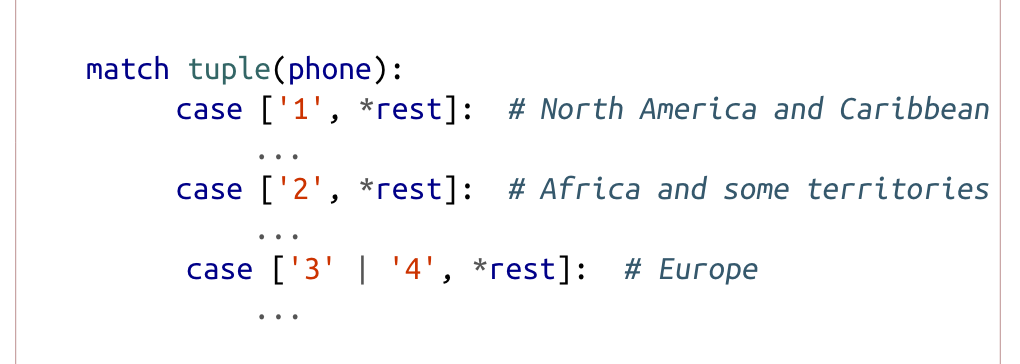 match tuple(phone):
case ['1', *rest]:  # North America and Caribbean
...
case ['2', *rest]:  # Africa and some territories
...
case ['3' | '4', *rest]:  # Europe
...